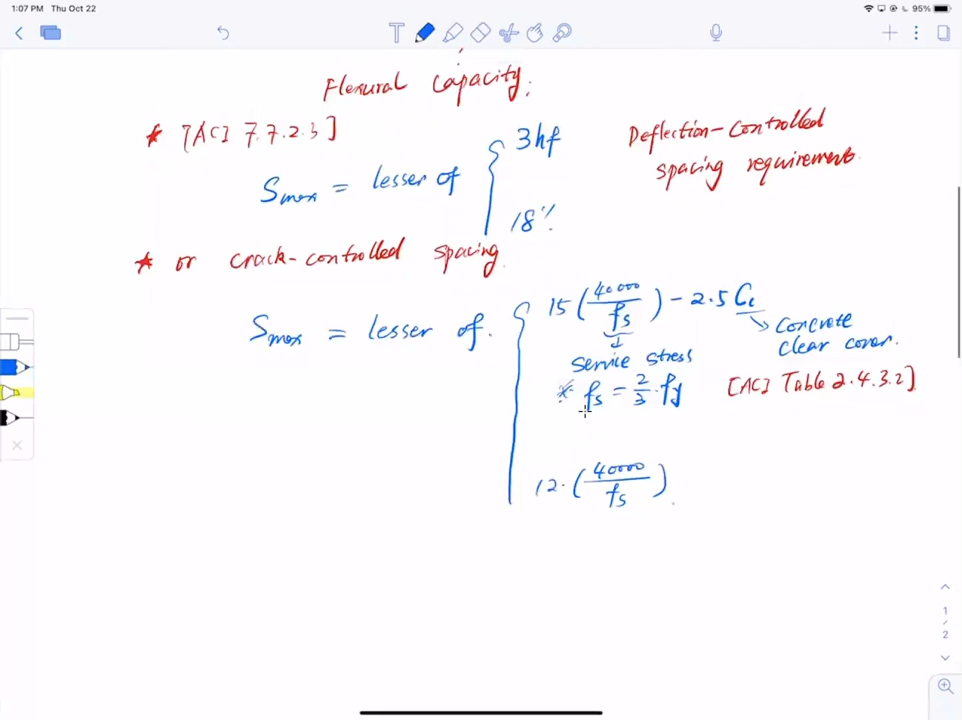 1:07 PM Thu Oct 22
95%
Flexural capacity.
* [ACI 7.7.2.3]
Smax = lesser of { 3hf
18"
Deflection-controlled
spacing requirement
* or crack-controlled spacing
Smax = lesser of. { 15 (40000/fs) - 2.5 Cc
Concrete
clear cover.
service stress
* fs = 2/3 · fy
[ACI Table 2.4.3.2]
12 · (40000/fs).
1
/
2